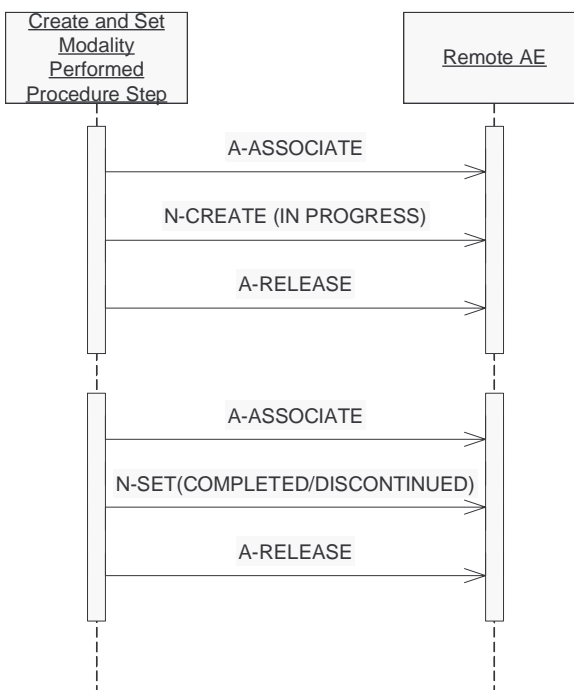 Create and Set
Modality
Performed
Procedure Step
Remote AE
A-ASSOCIATE
N-CREATE (IN PROGRESS)
A-RELEASE
A-ASSOCIATE
N-SET(COMPLETED/DISCONTINUED)
A-RELEASE